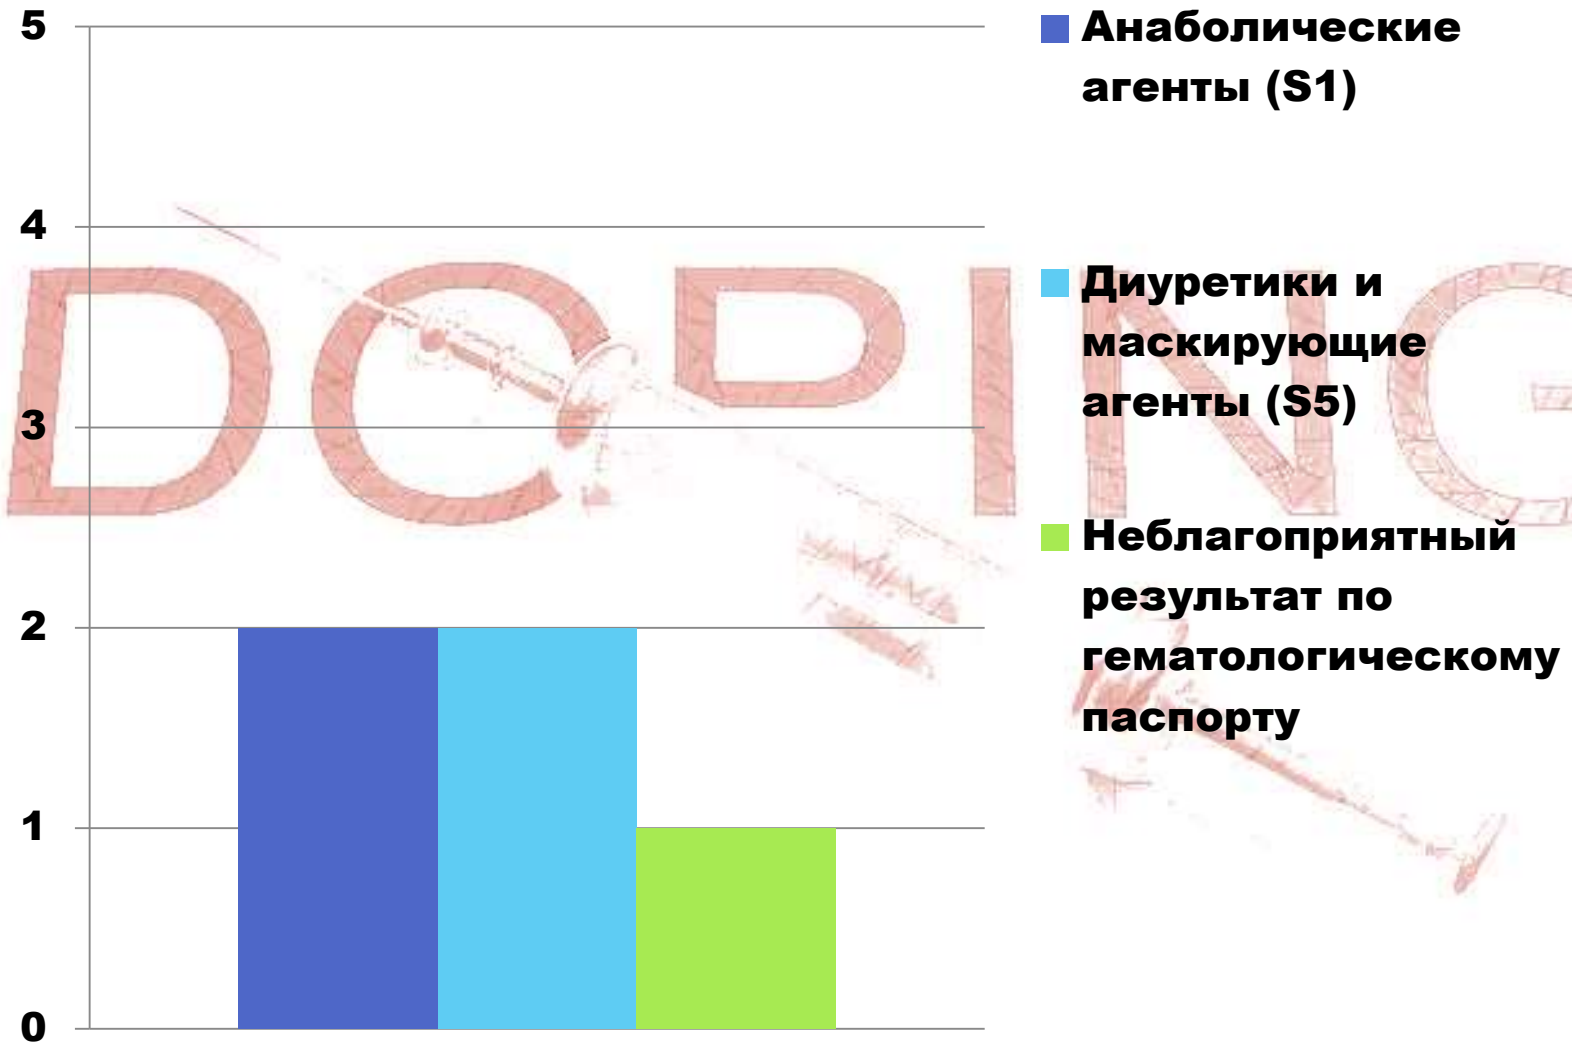 5
4
3
2
1
0
Анаболические
агенты (S1)
Диуретики и
маскирующие
агенты (S5)
Неблагоприятный
результат по
гематологическому
паспорту
DOPING